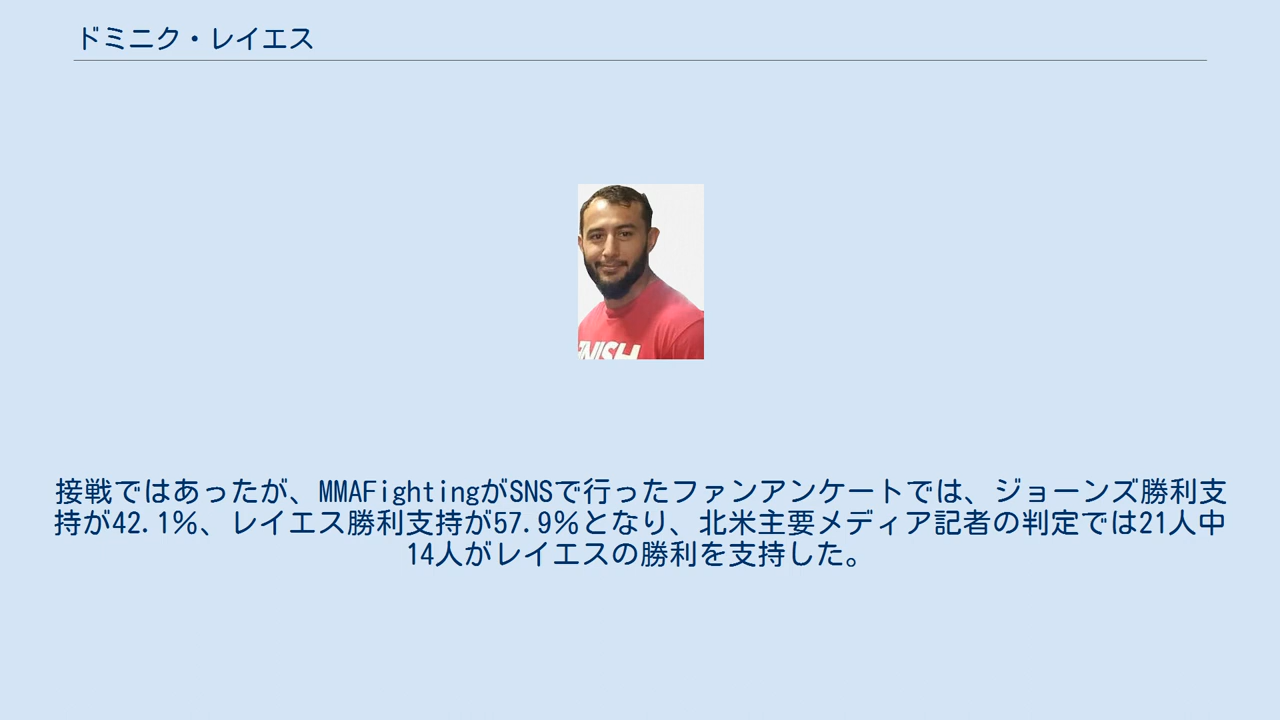 ドミニク・レイエス
NISH
接戦ではあったが、MMAFightingがSNSで行ったファンアンケートでは、ジョーンズ勝利支
持が42.1%、レイエス勝利支持が57.9%となり、北米主要メディア記者の判定では21人中
14人がレイエスの勝利を支持した。